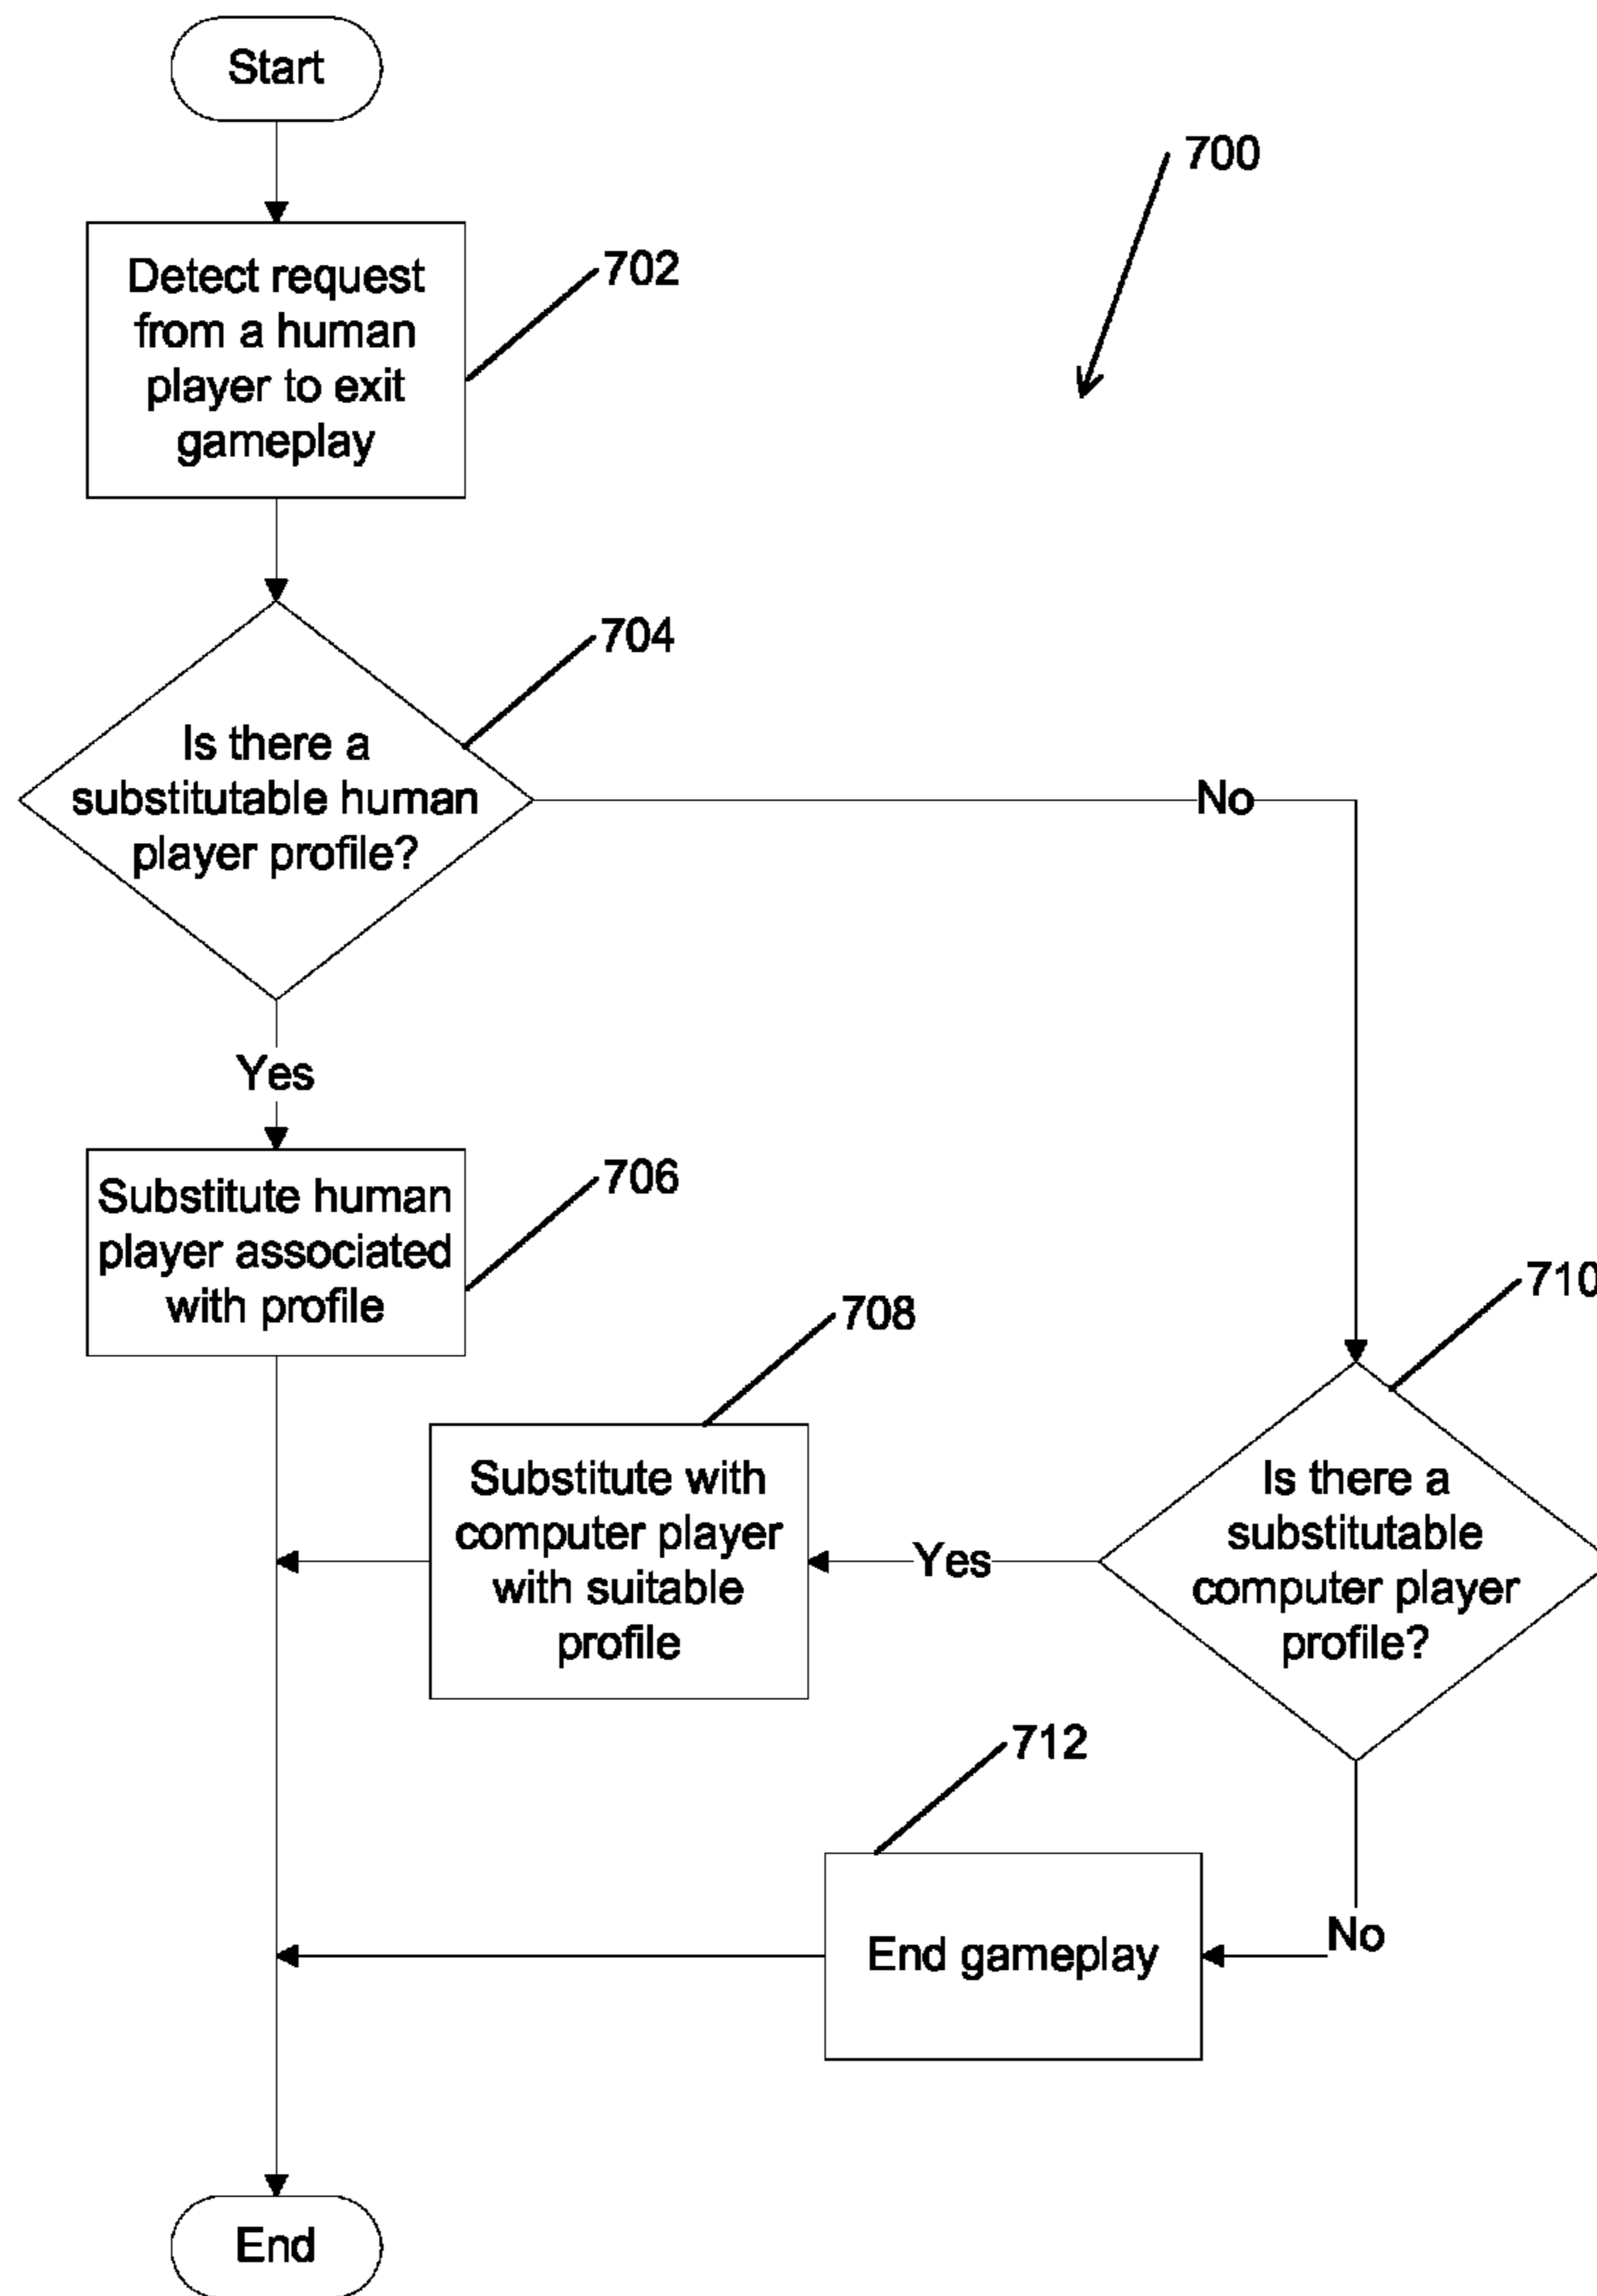 Start
700
Detect request
from a human
player to exit
gameplay
702
704
Is there a
substitutable human
player profile?
No
Yes
Substitute human
player associated
with profile
706
708
710
Substitute with
computer player
with suitable
profile
Yes
Is there a
substitutable
computer player
profile?
712
End gameplay
No
End